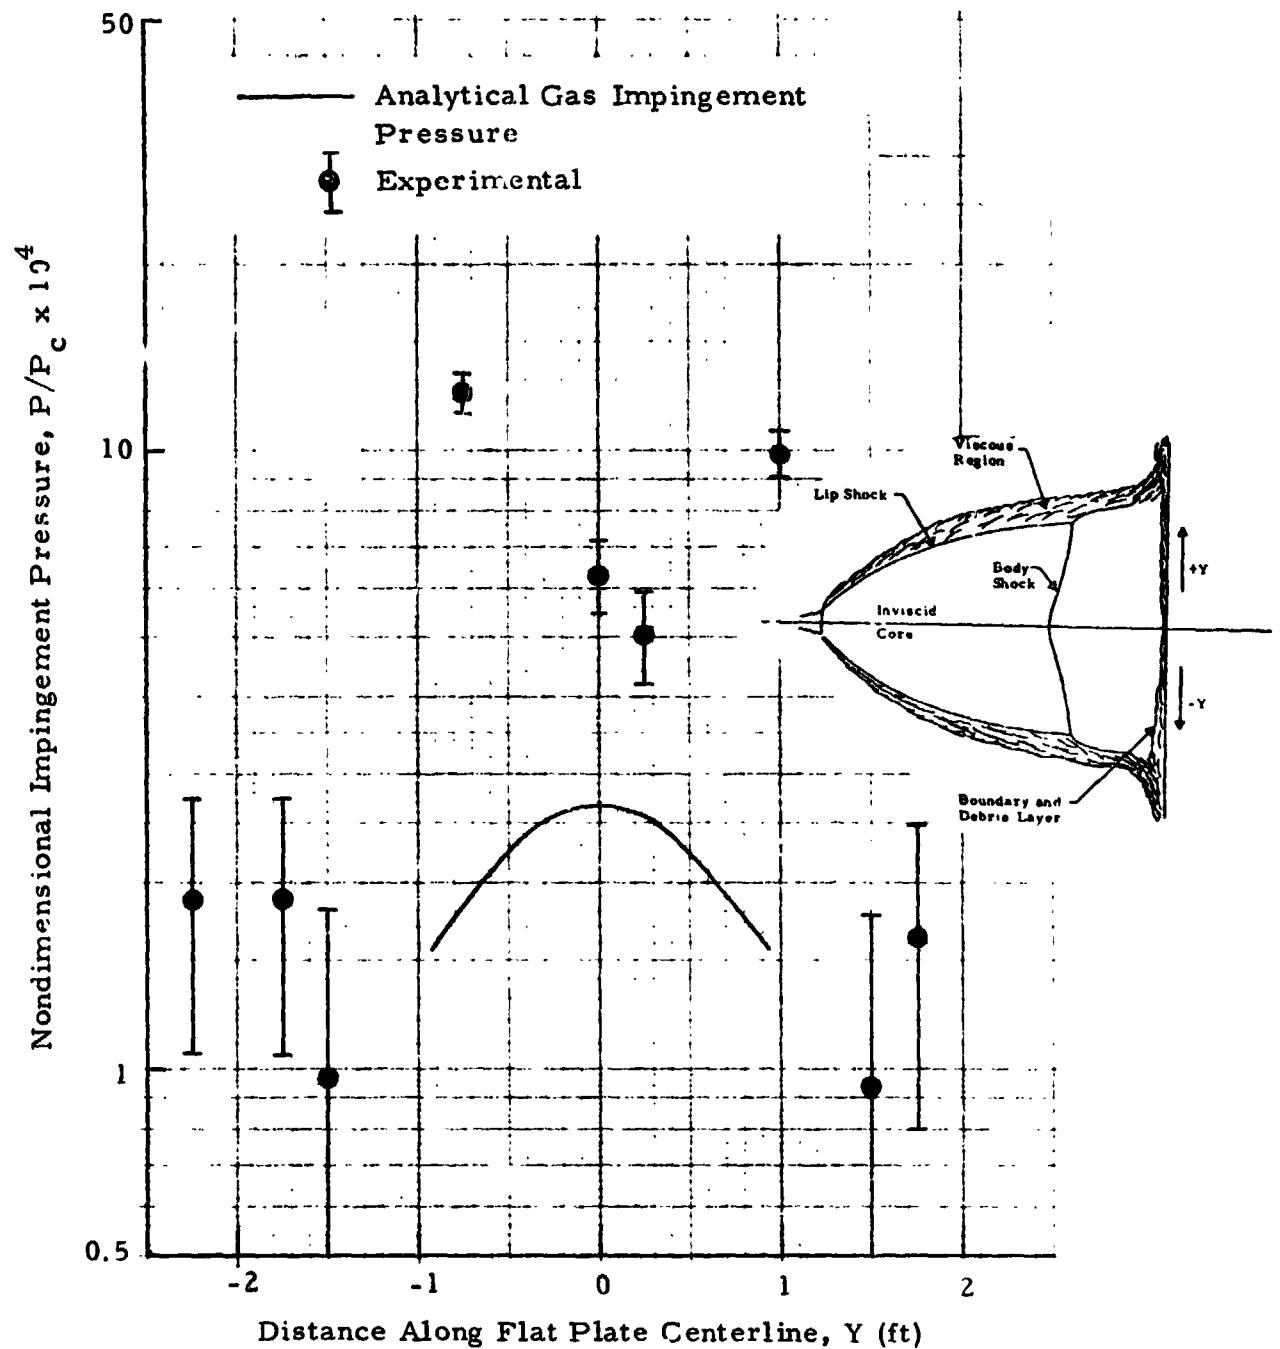 50
Analytical Gas Impingement
Pressure
Experimental
Nondimensional Impingement Pressure, P/Pc x 10^4
10
Viscous
Region
Lip Shock
Body
Shock
+Y
Inviscid
Core
-Y
Boundary and
Debris Layer
1
0.5
-2 -1 0 1 2
Distance Along Flat Plate Centerline, Y (ft)